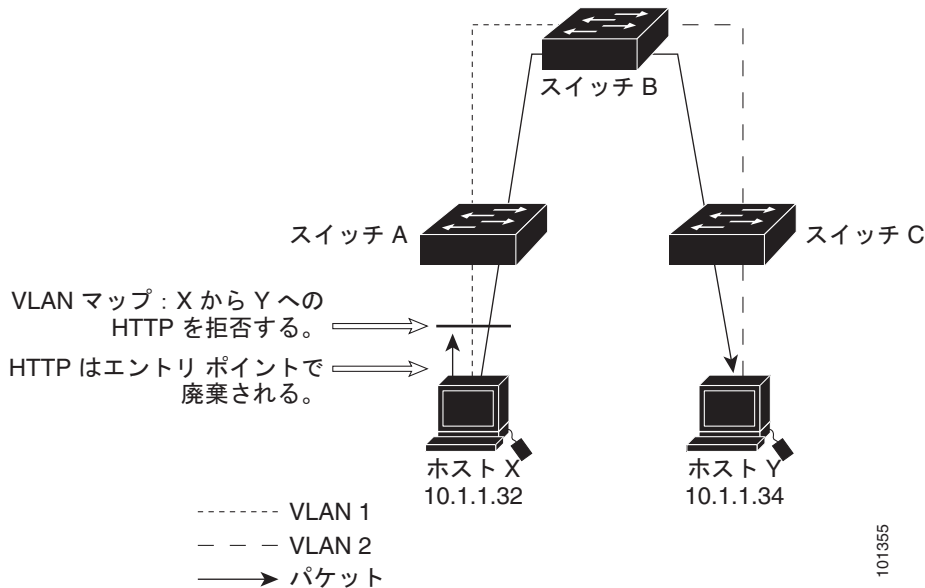 スイッチ B
スイッチ A
スイッチ C
VLAN マップ：X から Y への
HTTP を拒否する。
HTTP はエントリ ポイントで
廃棄される。
ホスト X
10.1.1.32
ホスト Y
10.1.1.34
VLAN 1
VLAN 2
パケット
101355